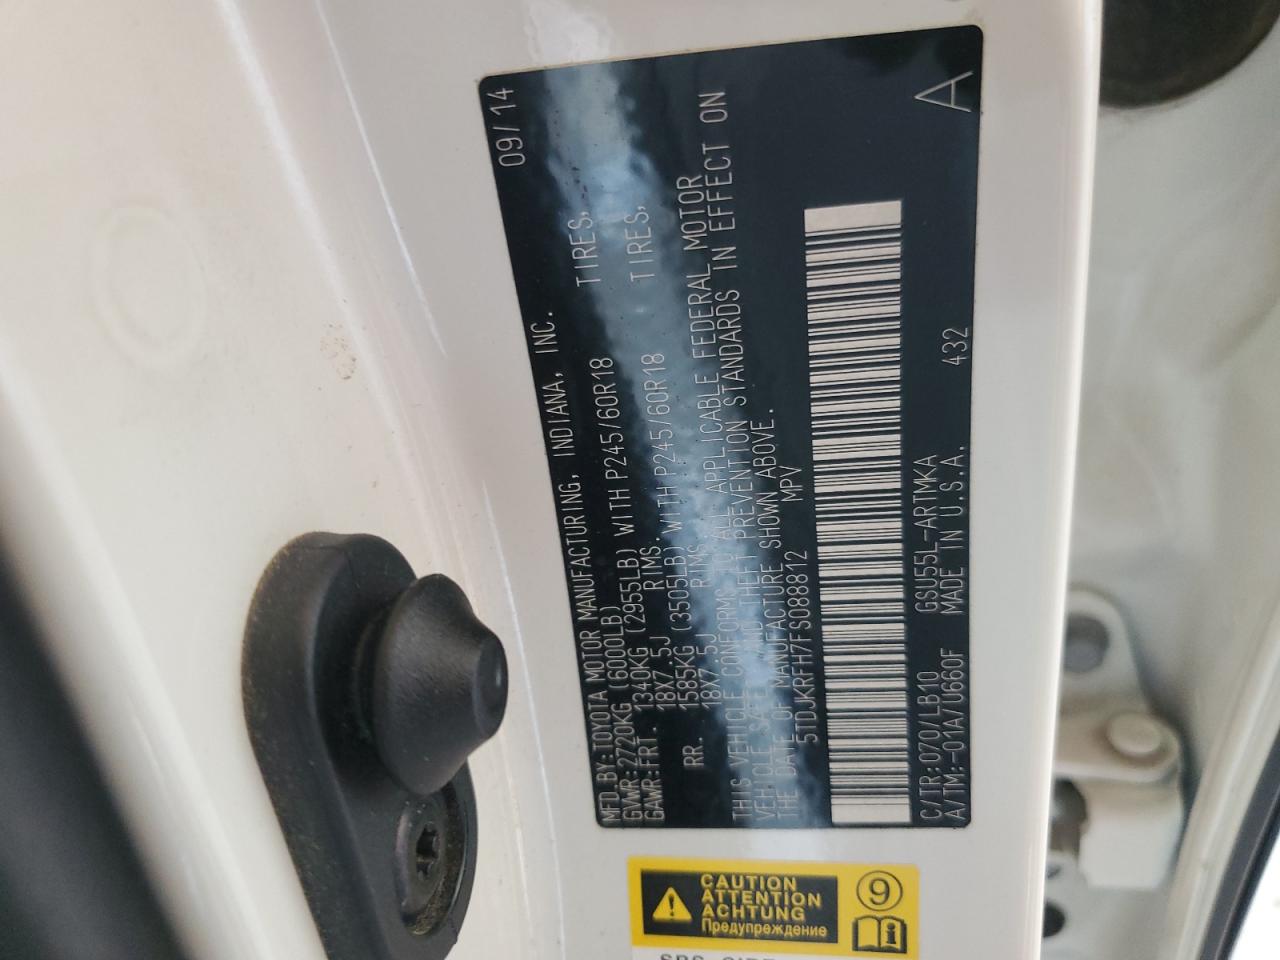 MFD.BY:TOYOTA MOTOR MANUFACTURING, INDIANA, INC. 09/14
GVWR:2720KG (6000LB)
GAWR:FRT. 1340KG (2955LB) WITH P245/60R18 TIRES,
18X7.5J RIMS.
RR. 1585KG (3505LB) WITH P245/60R18 TIRES,
18X7.5J RIMS.
THIS VEHICLE CONFORMS TO ALL APPLICABLE FEDERAL MOTOR
VEHICLE SAFETY AND THEFT PREVENTION STANDARDS IN EFFECT ON
THE DATE OF MANUFACTURE SHOWN ABOVE.
5TDJKRFH7FS088812 MPV
C/TR:070/LB10 GSU55L-ARTMKA 432
A/TM:-01A/U660F MADE IN U.S.A. A
CAUTION
ATTENTION
ACHTUNG
Предупреждение
9
i